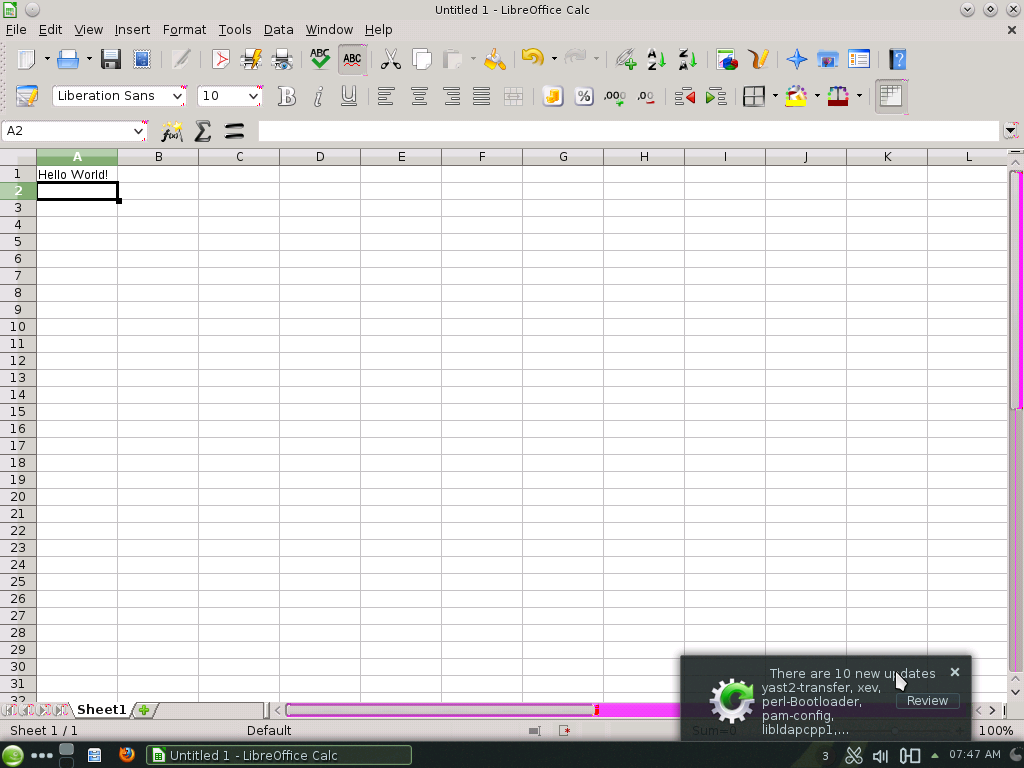 Untitled 1 - LibreOffice Calc
File Edit View Insert Format Tools Data Window Help
ABC ABC
Liberation Sans 10
A2 f(x) Σ =
A B C D E F G H I J K L
1 Hello World!
2
3
4
5
6
7
8
9
10
11
12
13
14
15
16
17
18
19
20
21
22
23
24
25
26
27
28
29
30
31
32
There are 10 new updates
yast2-transfer, xev,
perl-Bootloader,
pam-config,
libldapcpp1,...
Review
Sheet1
Sheet 1 / 1 Default Sum=0 100%
Untitled 1 - LibreOffice Calc 3 07:47 AM